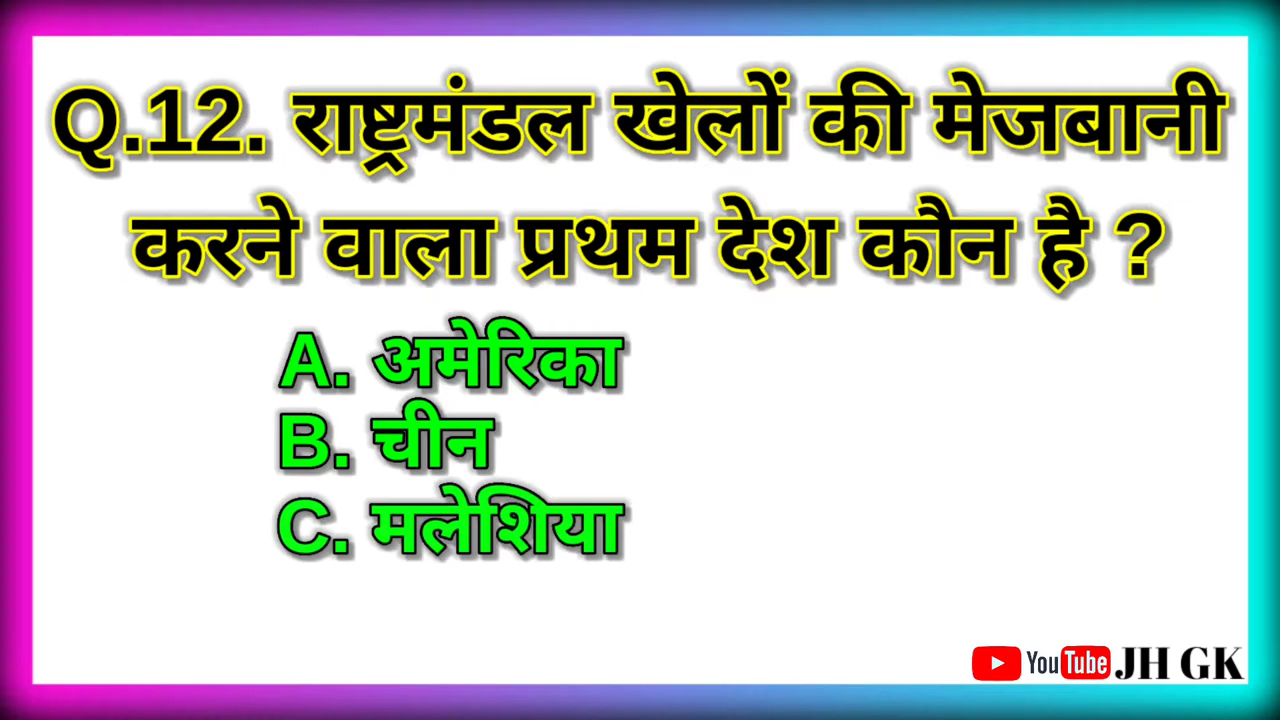 Q.12. राष्ट्रमंडल खेलों की मेजबानी
करने वाला प्रथम देश कौन है ?
A. अमेरिका
B. चीन
C. मलेशिया
YouTube JH GK